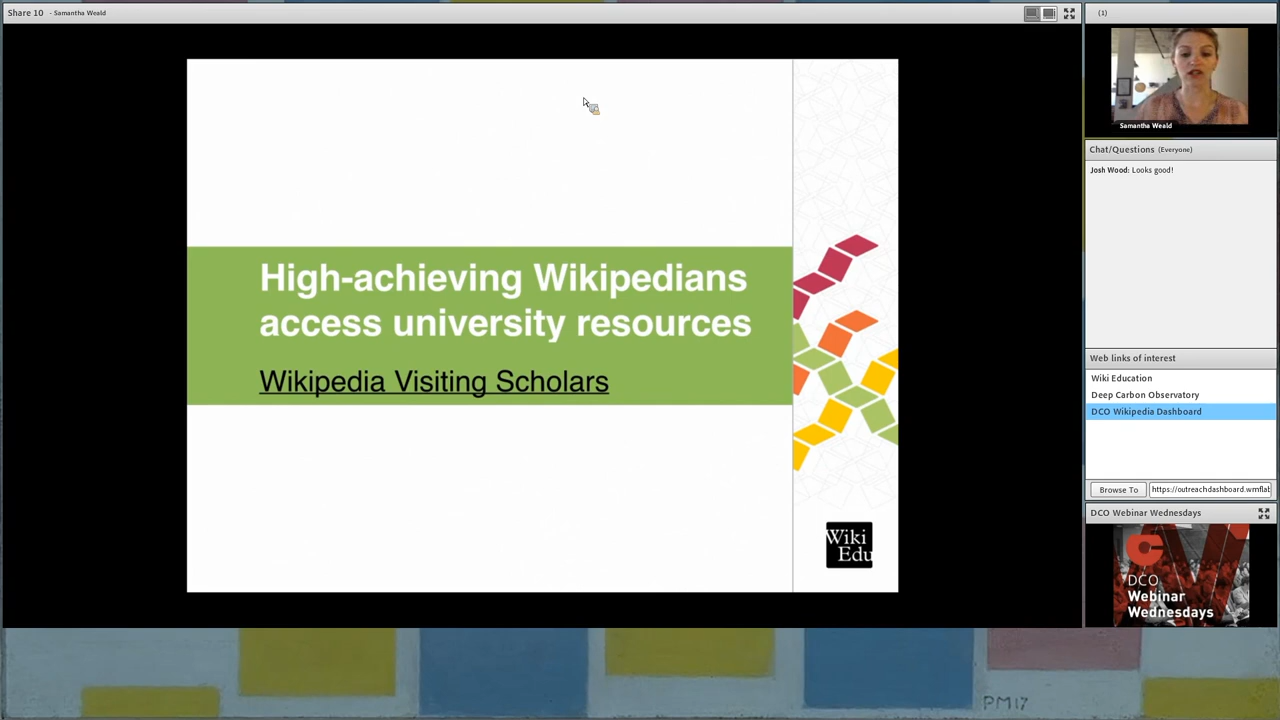 Share 10 - Samantha Weald
High-achieving Wikipedians
access university resources
Wikipedia Visiting Scholars
Wiki
Edu
(1)
Samantha Weald
Chat/Questions (Everyone)
Josh Wood: Looks good!
Web links of interest
Wiki Education
Deep Carbon Observatory
DCO Wikipedia Dashboard
Browse To
https://outreachdashboard.wmflab
DCO Webinar Wednesdays
DCO
Webinar
Wednesdays
PM17